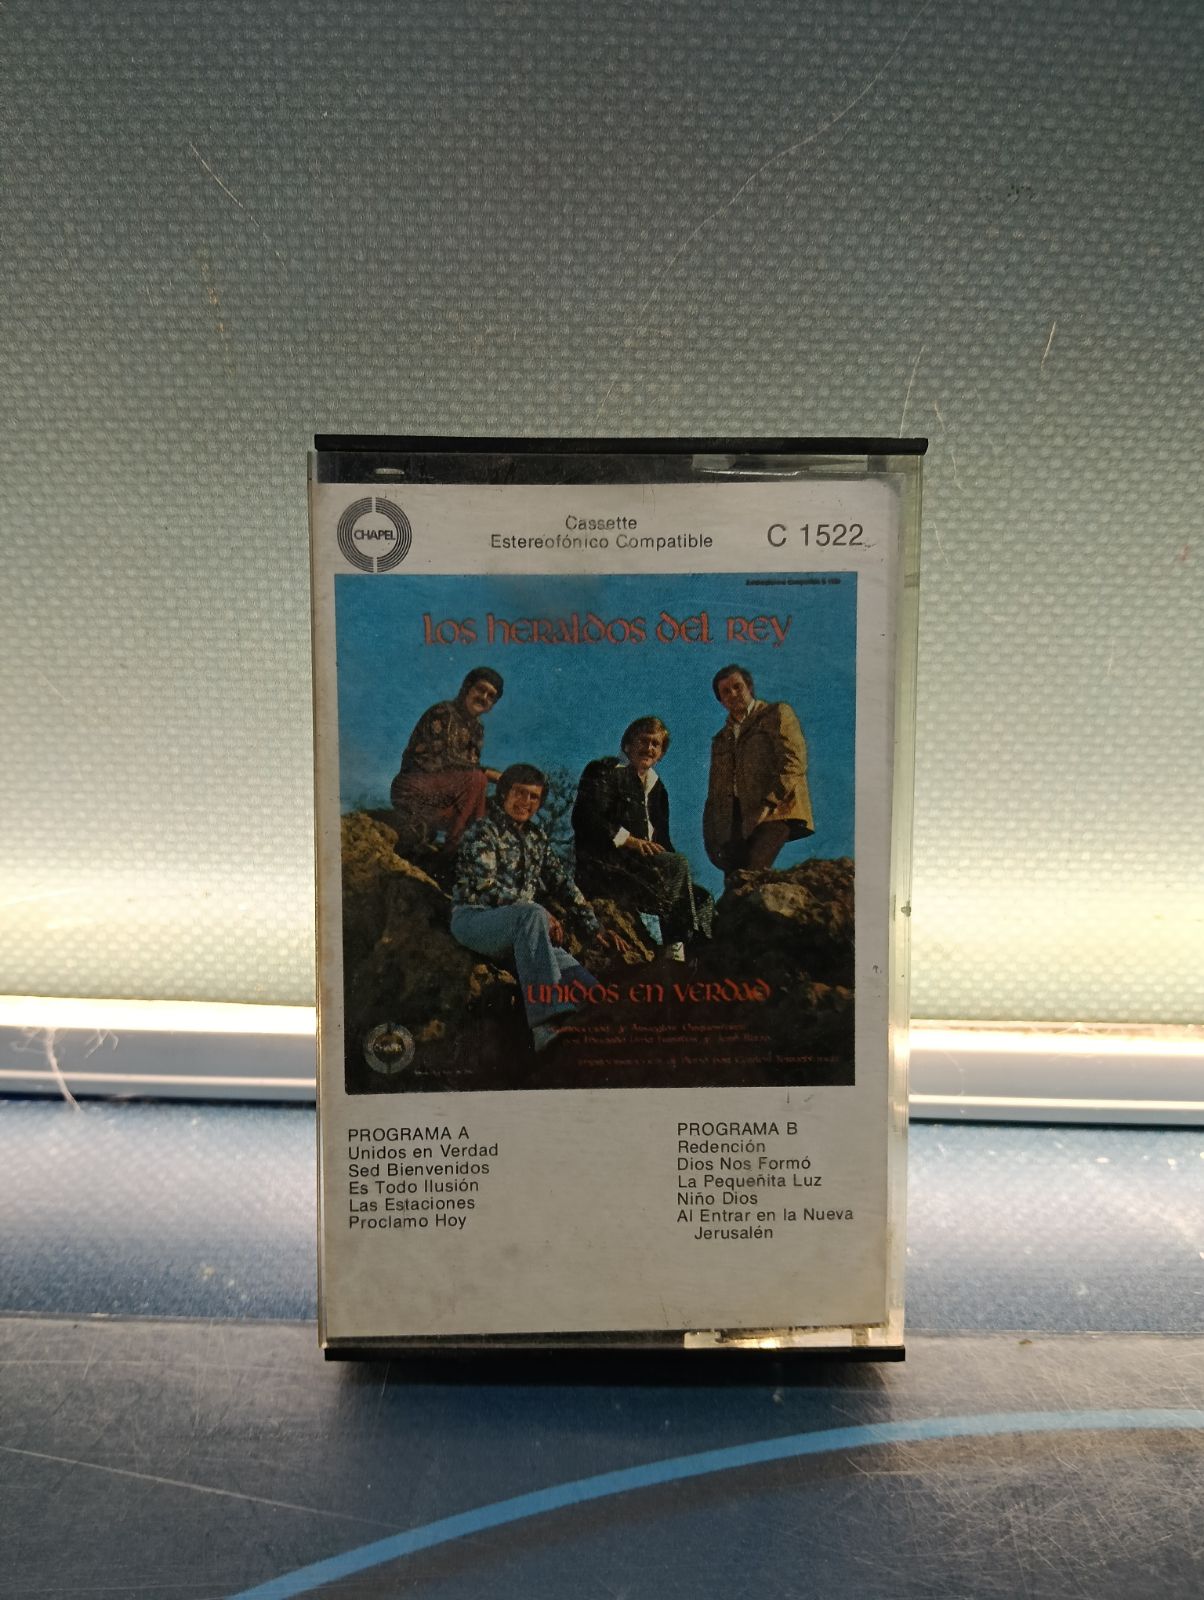 CHAPEL
Cassette
Estereofónico Compatible
C 1522
Los Heraldos del Rey
Unidos en Verdad
CHAPEL
PROGRAMA A
Unidos en Verdad
Sed Bienvenidos
Es Todo Ilusión
Las Estaciones
Proclamo Hoy
PROGRAMA B
Redención
Dios Nos Formó
La Pequeñita Luz
Niño Dios
Al Entrar en la Nueva
Jerusalén